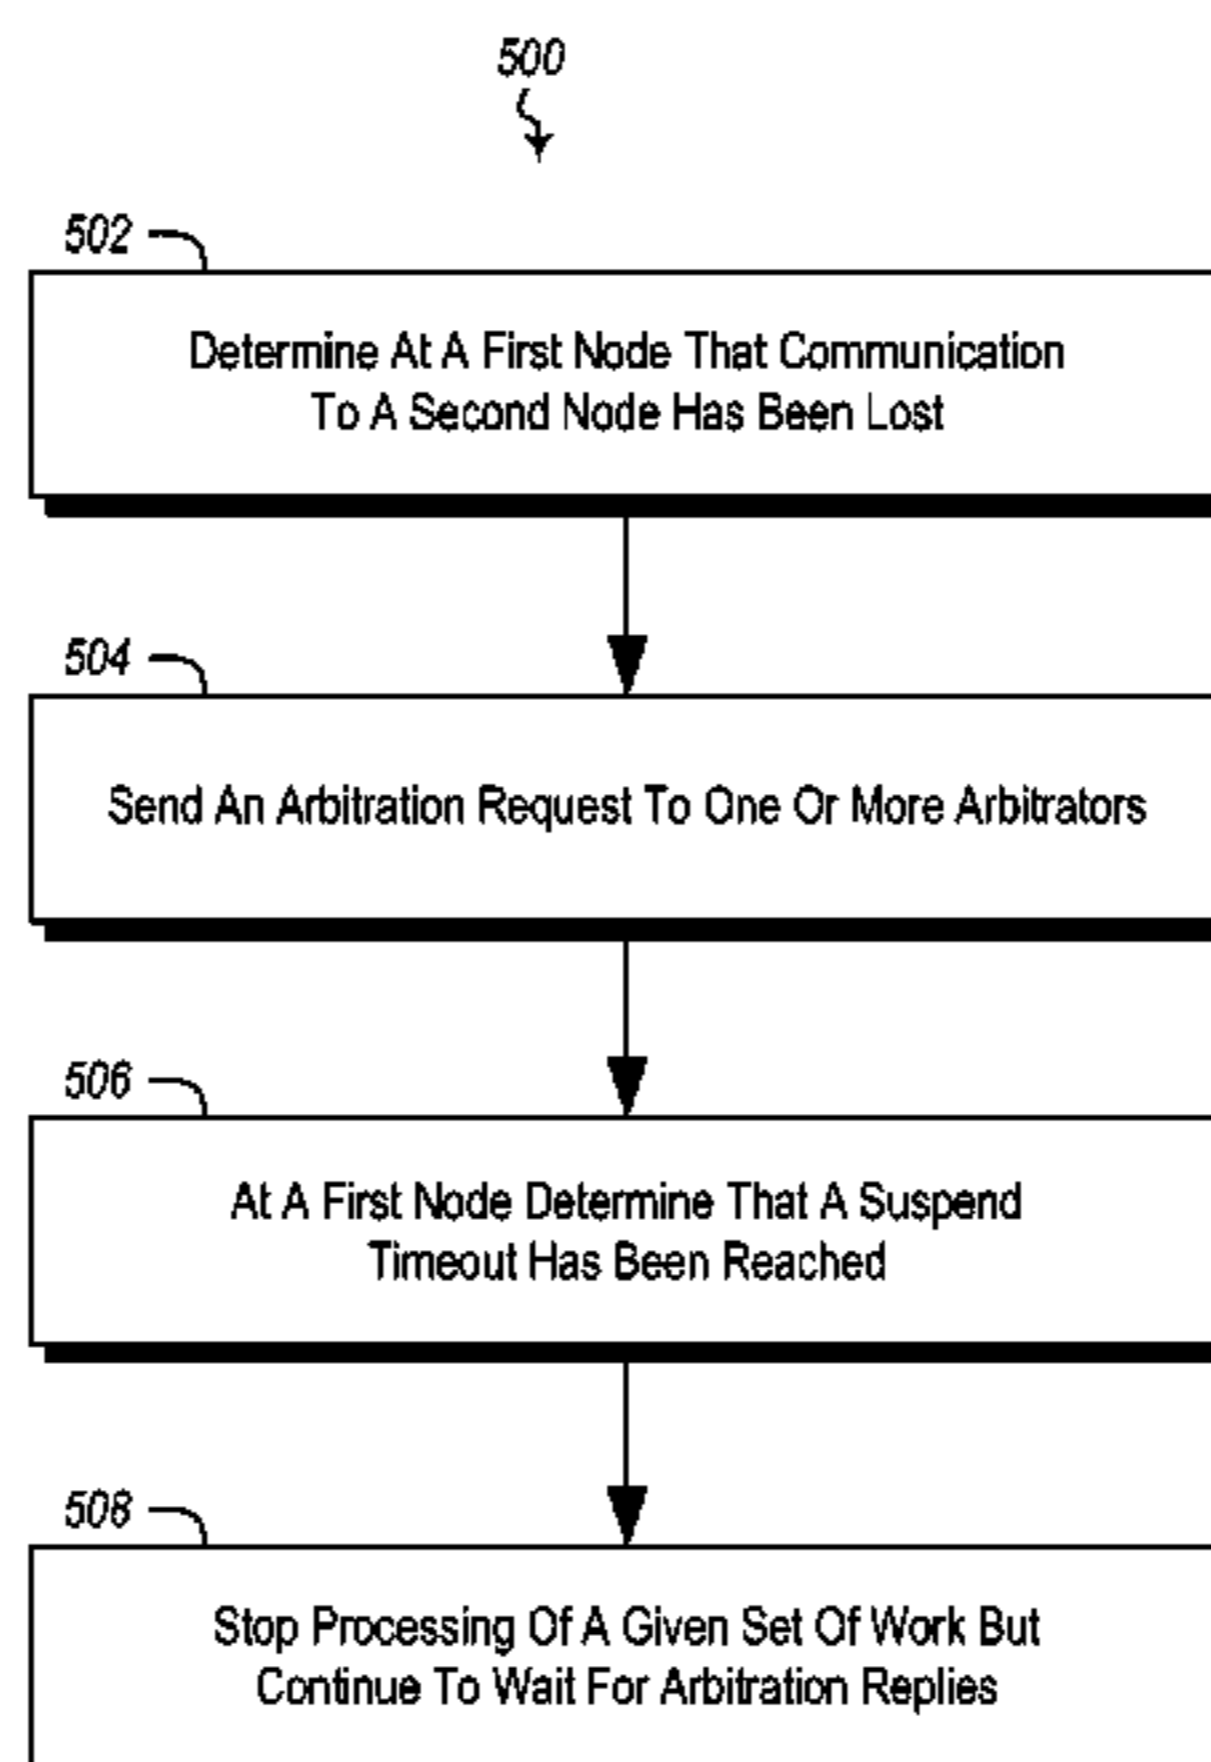 500
502
Determine At A First Node That Communication
To A Second Node Has Been Lost
504
Send An Arbitration Request To One Or More Arbitrators
506
At A First Node Determine That A Suspend
Timeout Has Been Reached
508
Stop Processing Of A Given Set Of Work But
Continue To Wait For Arbitration Replies